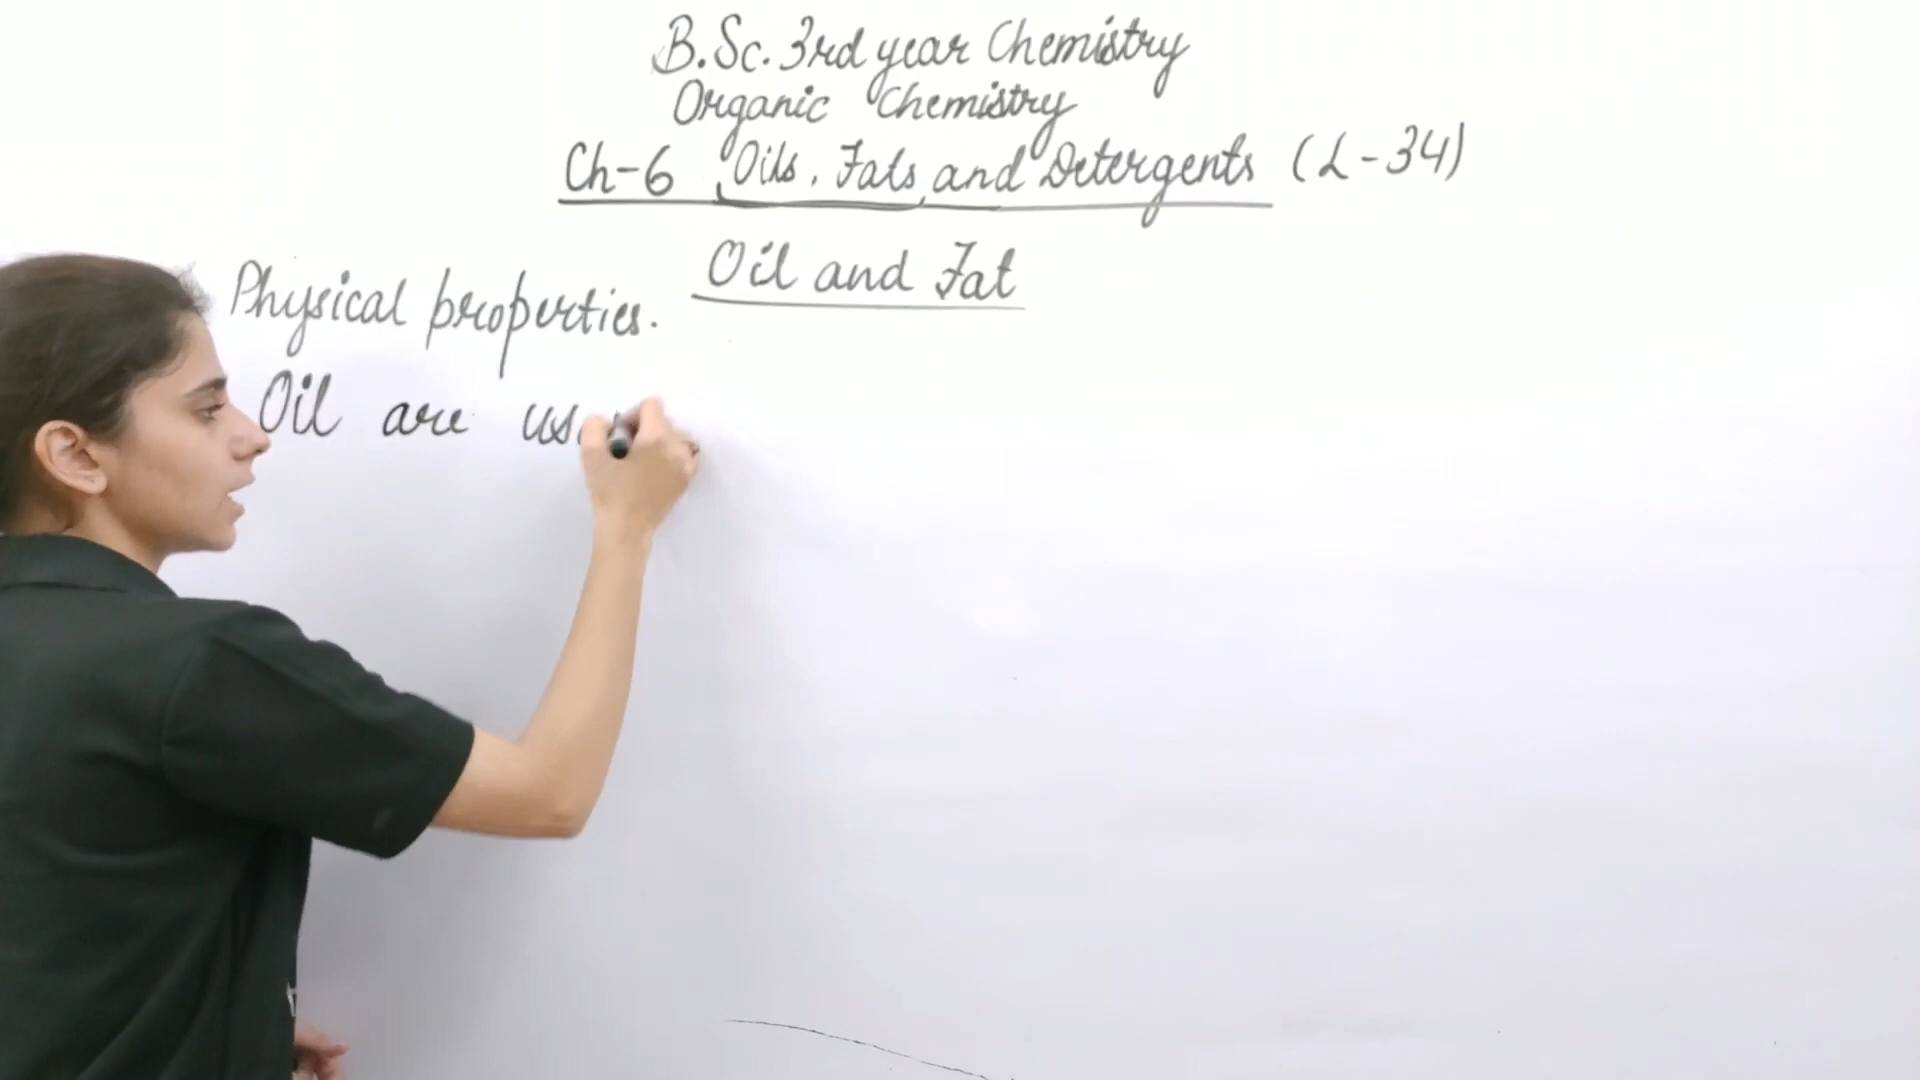 B.Sc. 3rd year Chemistry
Organic Chemistry
Ch-6 Oils, Fats and Detergents (L-34)
Oil and Fat
Physical properties.
Oil are